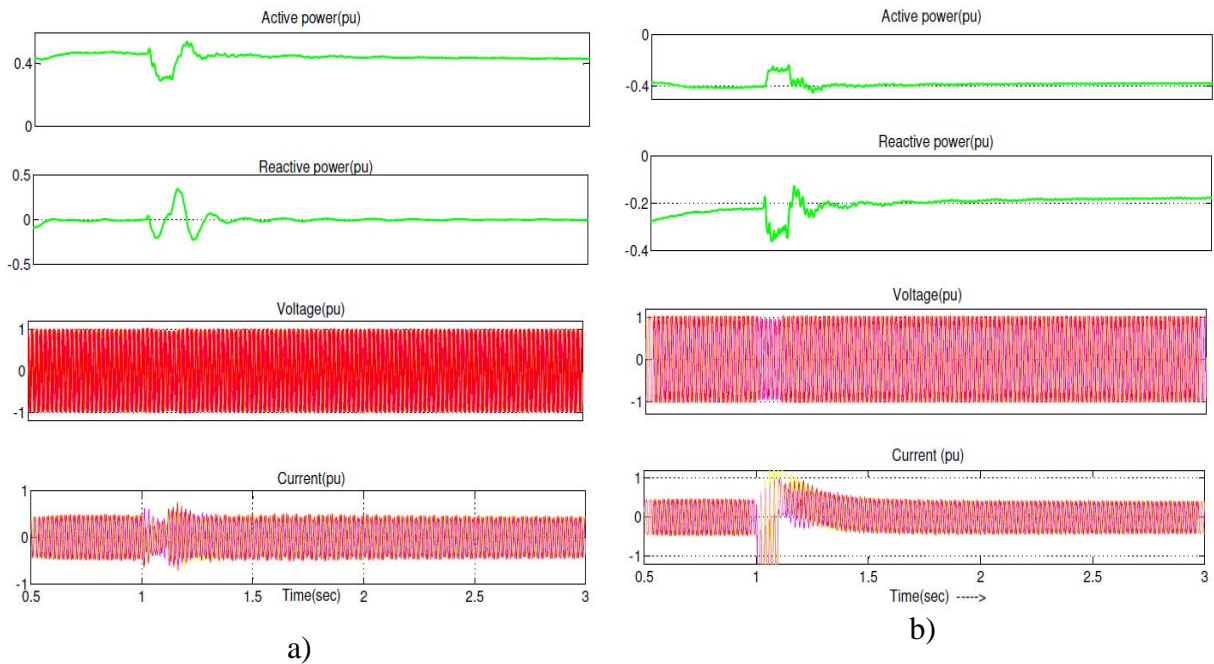 Active power(pu)
0.4
0
Reactive power(pu)
0.5
0
-0.5
Voltage(pu)
1
0
-1
Current(pu)
1
0
-1
0.5 1 1.5 2 2.5 3
Time(sec)
a)
Active power(pu)
0
-0.4
Reactive power(pu)
0
-0.2
-0.4
Voltage(pu)
1
0
-1
Current (pu)
1
0
-1
0.5 1 1.5 2 2.5 3
Time(sec) ----->
b)